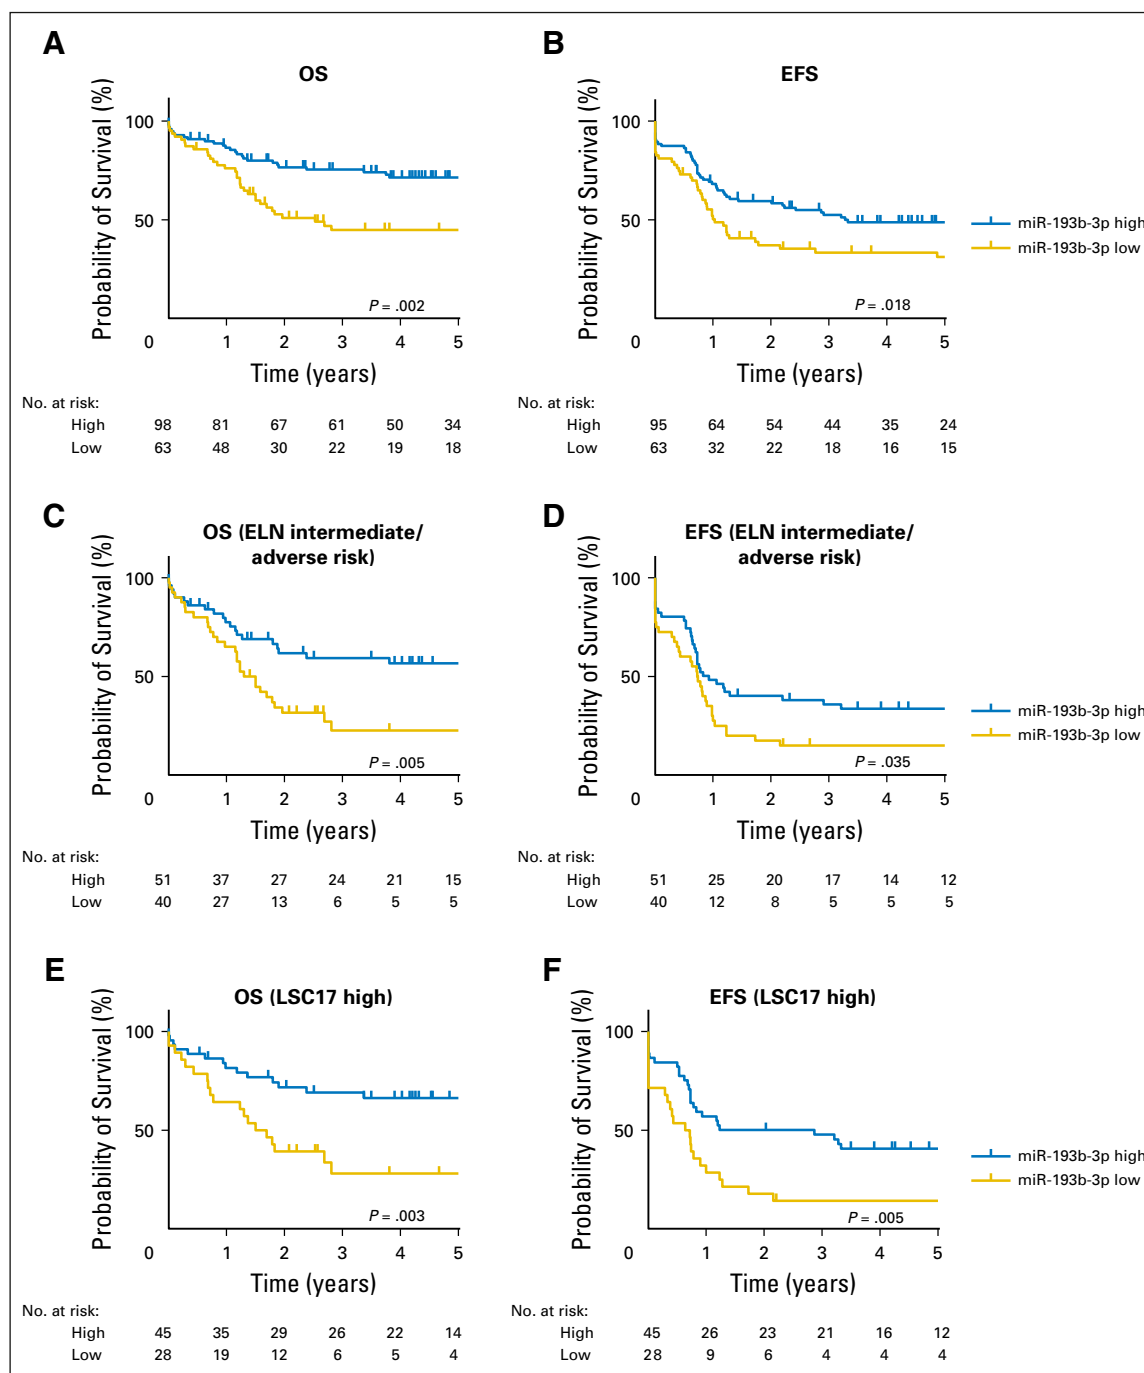 A
OS
Probability of Survival (%)
100
50
P = .002
0 1 2 3 4 5
Time (years)
No. at risk:
High 98 81 67 61 50 34
Low 63 48 30 22 19 18
B
EFS
Probability of Survival (%)
100
50
P = .018
0 1 2 3 4 5
Time (years)
miR-193b-3p high
miR-193b-3p low
No. at risk:
High 95 64 54 44 35 24
Low 63 32 22 18 16 15
C
OS (ELN intermediate/
adverse risk)
Probability of Survival (%)
100
50
P = .005
0 1 2 3 4 5
Time (years)
No. at risk:
High 51 37 27 24 21 15
Low 40 27 13 6 5 5
D
EFS (ELN intermediate/
adverse risk)
Probability of Survival (%)
100
50
P = .035
0 1 2 3 4 5
Time (years)
miR-193b-3p high
miR-193b-3p low
No. at risk:
High 51 25 20 17 14 12
Low 40 12 8 5 5 5
E
OS (LSC17 high)
Probability of Survival (%)
100
50
P = .003
0 1 2 3 4 5
Time (years)
No. at risk:
High 45 35 29 26 22 14
Low 28 19 12 6 5 4
F
EFS (LSC17 high)
Probability of Survival (%)
100
50
P = .005
0 1 2 3 4 5
Time (years)
miR-193b-3p high
miR-193b-3p low
No. at risk:
High 45 26 23 21 16 12
Low 28 9 6 4 4 4